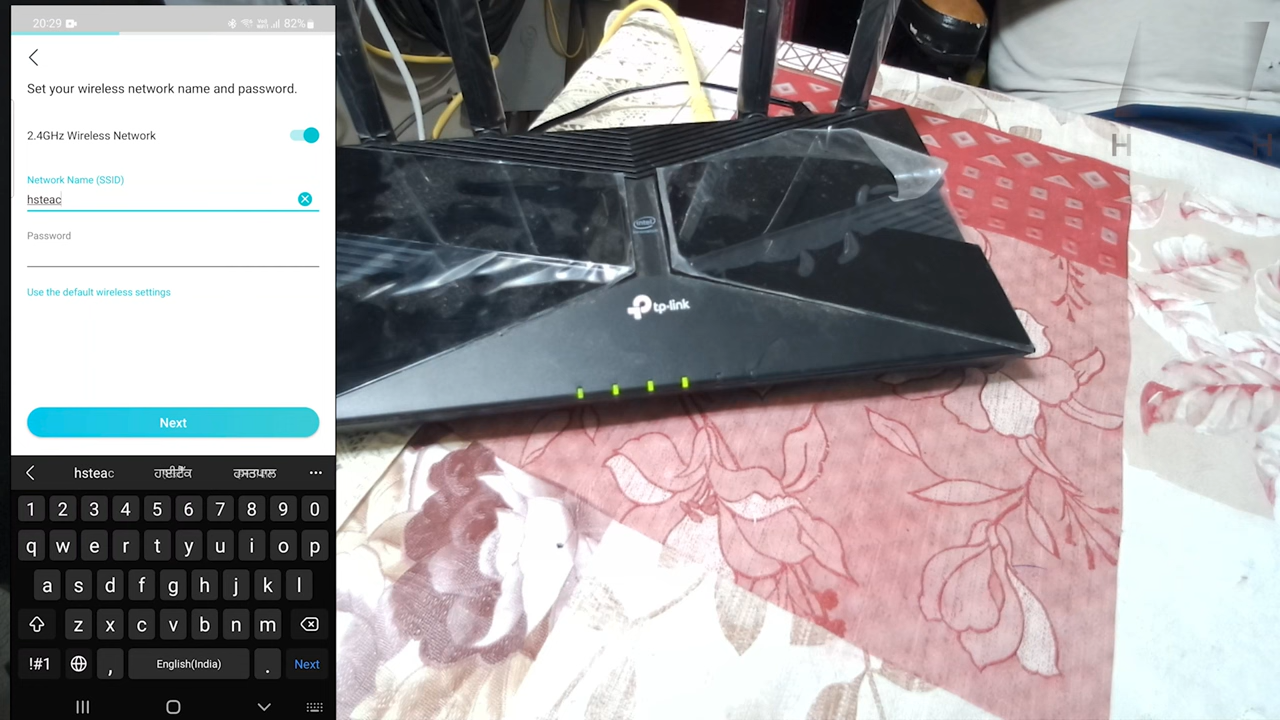 20:29
82%
Set your wireless network name and password.
2.4GHz Wireless Network
Network Name (SSID)
hsteac
Password
Use the default wireless settings
Next
hsteac ਹਾਈਟੈੱਕ ਹਸਤਪਾਲ
1 2 3 4 5 6 7 8 9 0
q w e r t y u i o p
a s d f g h j k l
z x c v b n m
!#1 , English(India) . Next
intel
tp-link
H H